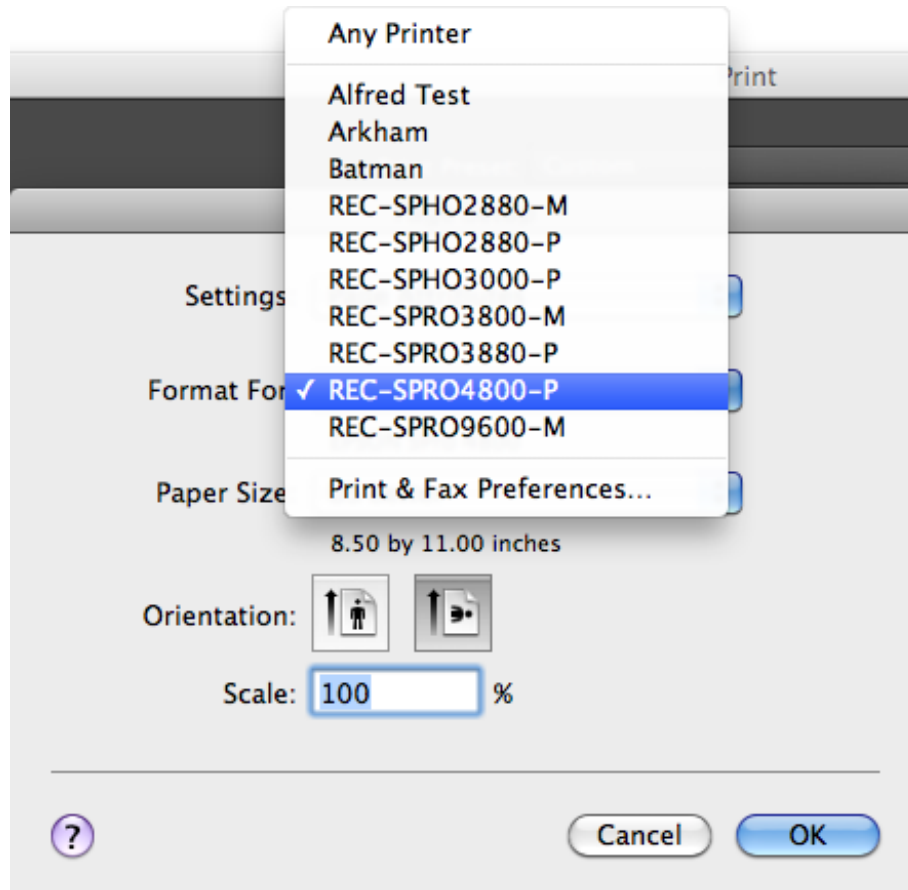 Any Printer
Print
Alfred Test
Arkham
Batman
REC-SPHO2880-M
REC-SPHO2880-P
REC-SPHO3000-P
Settings
REC-SPRO3800-M
REC-SPRO3880-P
Format For
✓ REC-SPRO4800-P
REC-SPRO9600-M
Paper Size
Print & Fax Preferences...
8.50 by 11.00 inches
Orientation:
Scale: 100 %
? Cancel OK